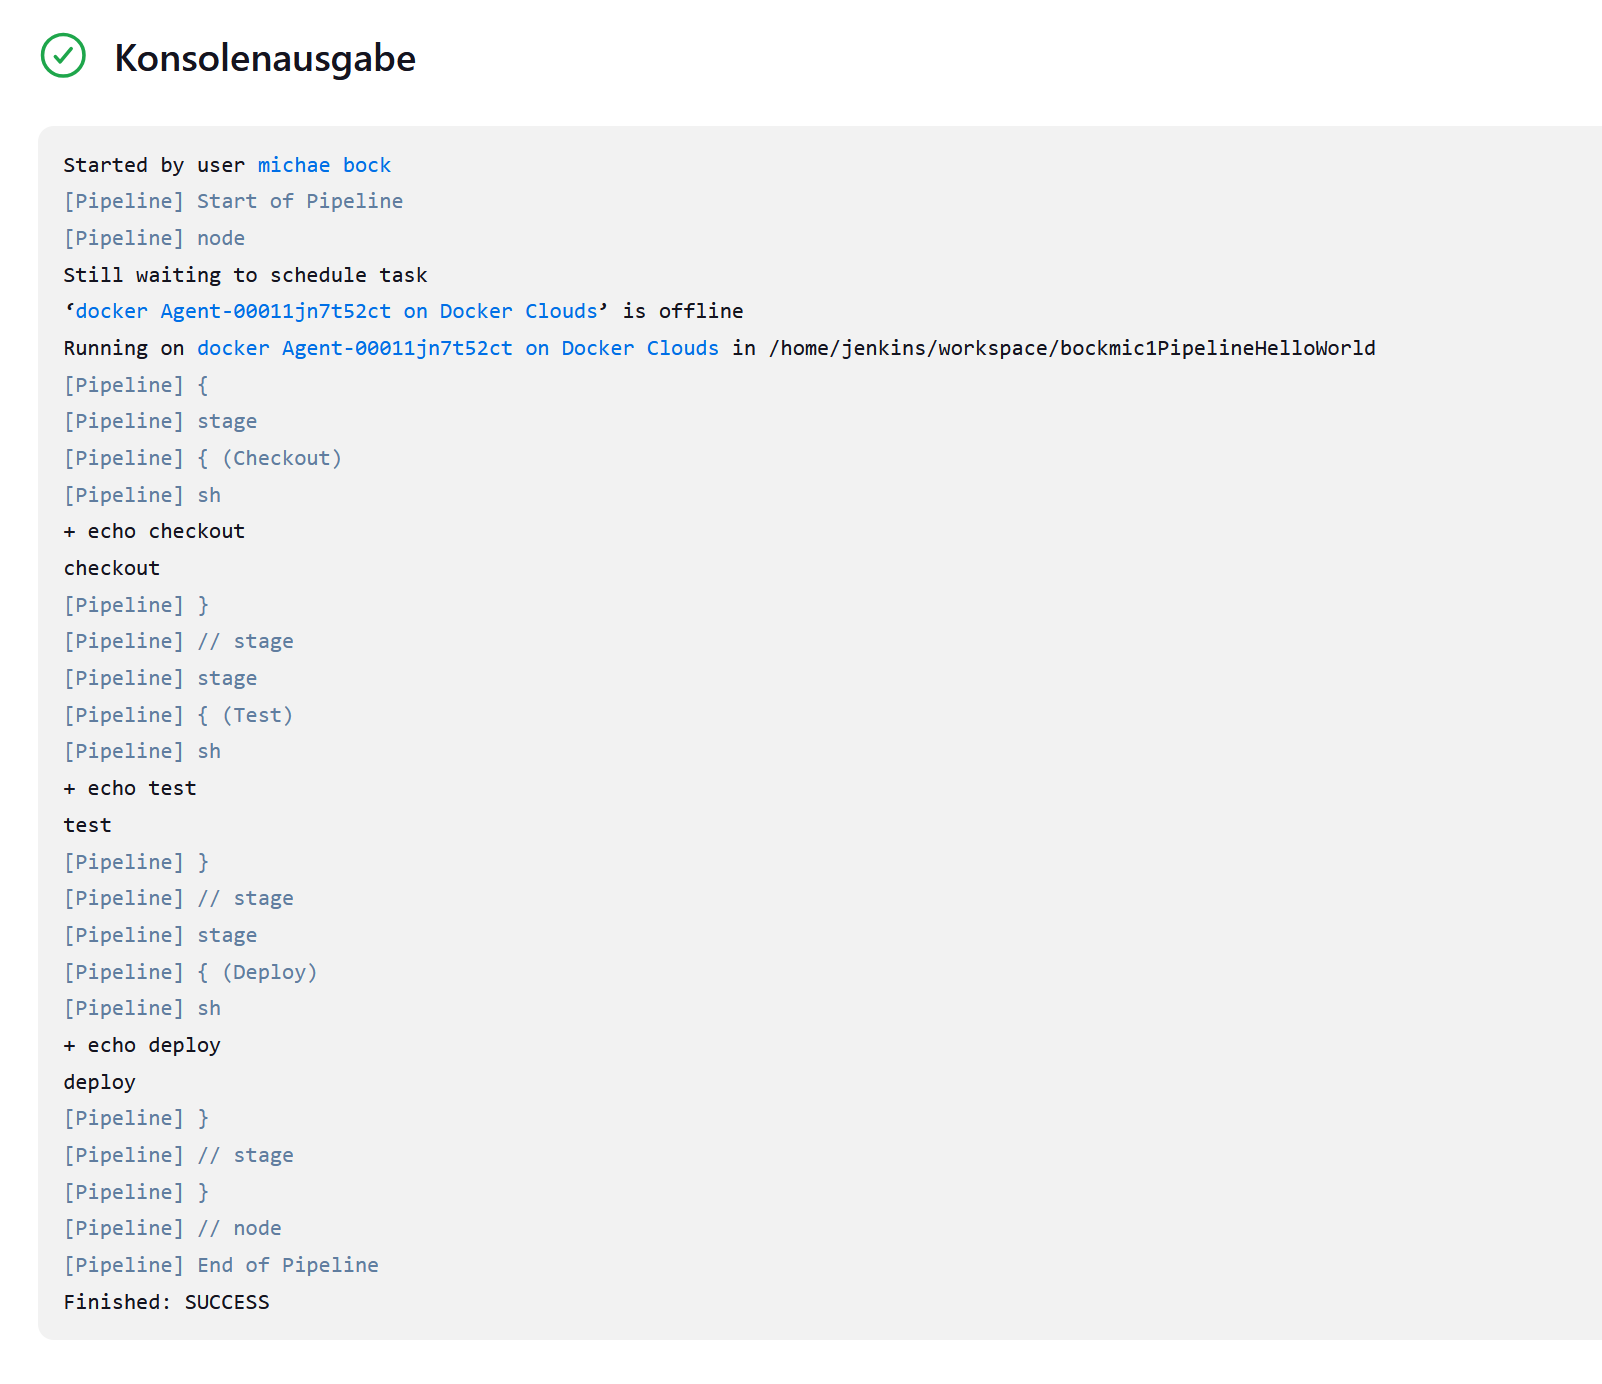 Konsolenausgabe
Started by user michae bock
[Pipeline] Start of Pipeline
[Pipeline] node
Still waiting to schedule task
‘docker Agent-00011jn7t52ct on Docker Clouds’ is offline
Running on docker Agent-00011jn7t52ct on Docker Clouds in /home/jenkins/workspace/bockmic1PipelineHelloWorld
[Pipeline] {
[Pipeline] stage
[Pipeline] { (Checkout)
[Pipeline] sh
+ echo checkout
checkout
[Pipeline] }
[Pipeline] // stage
[Pipeline] stage
[Pipeline] { (Test)
[Pipeline] sh
+ echo test
test
[Pipeline] }
[Pipeline] // stage
[Pipeline] stage
[Pipeline] { (Deploy)
[Pipeline] sh
+ echo deploy
deploy
[Pipeline] }
[Pipeline] // stage
[Pipeline] }
[Pipeline] // node
[Pipeline] End of Pipeline
Finished: SUCCESS